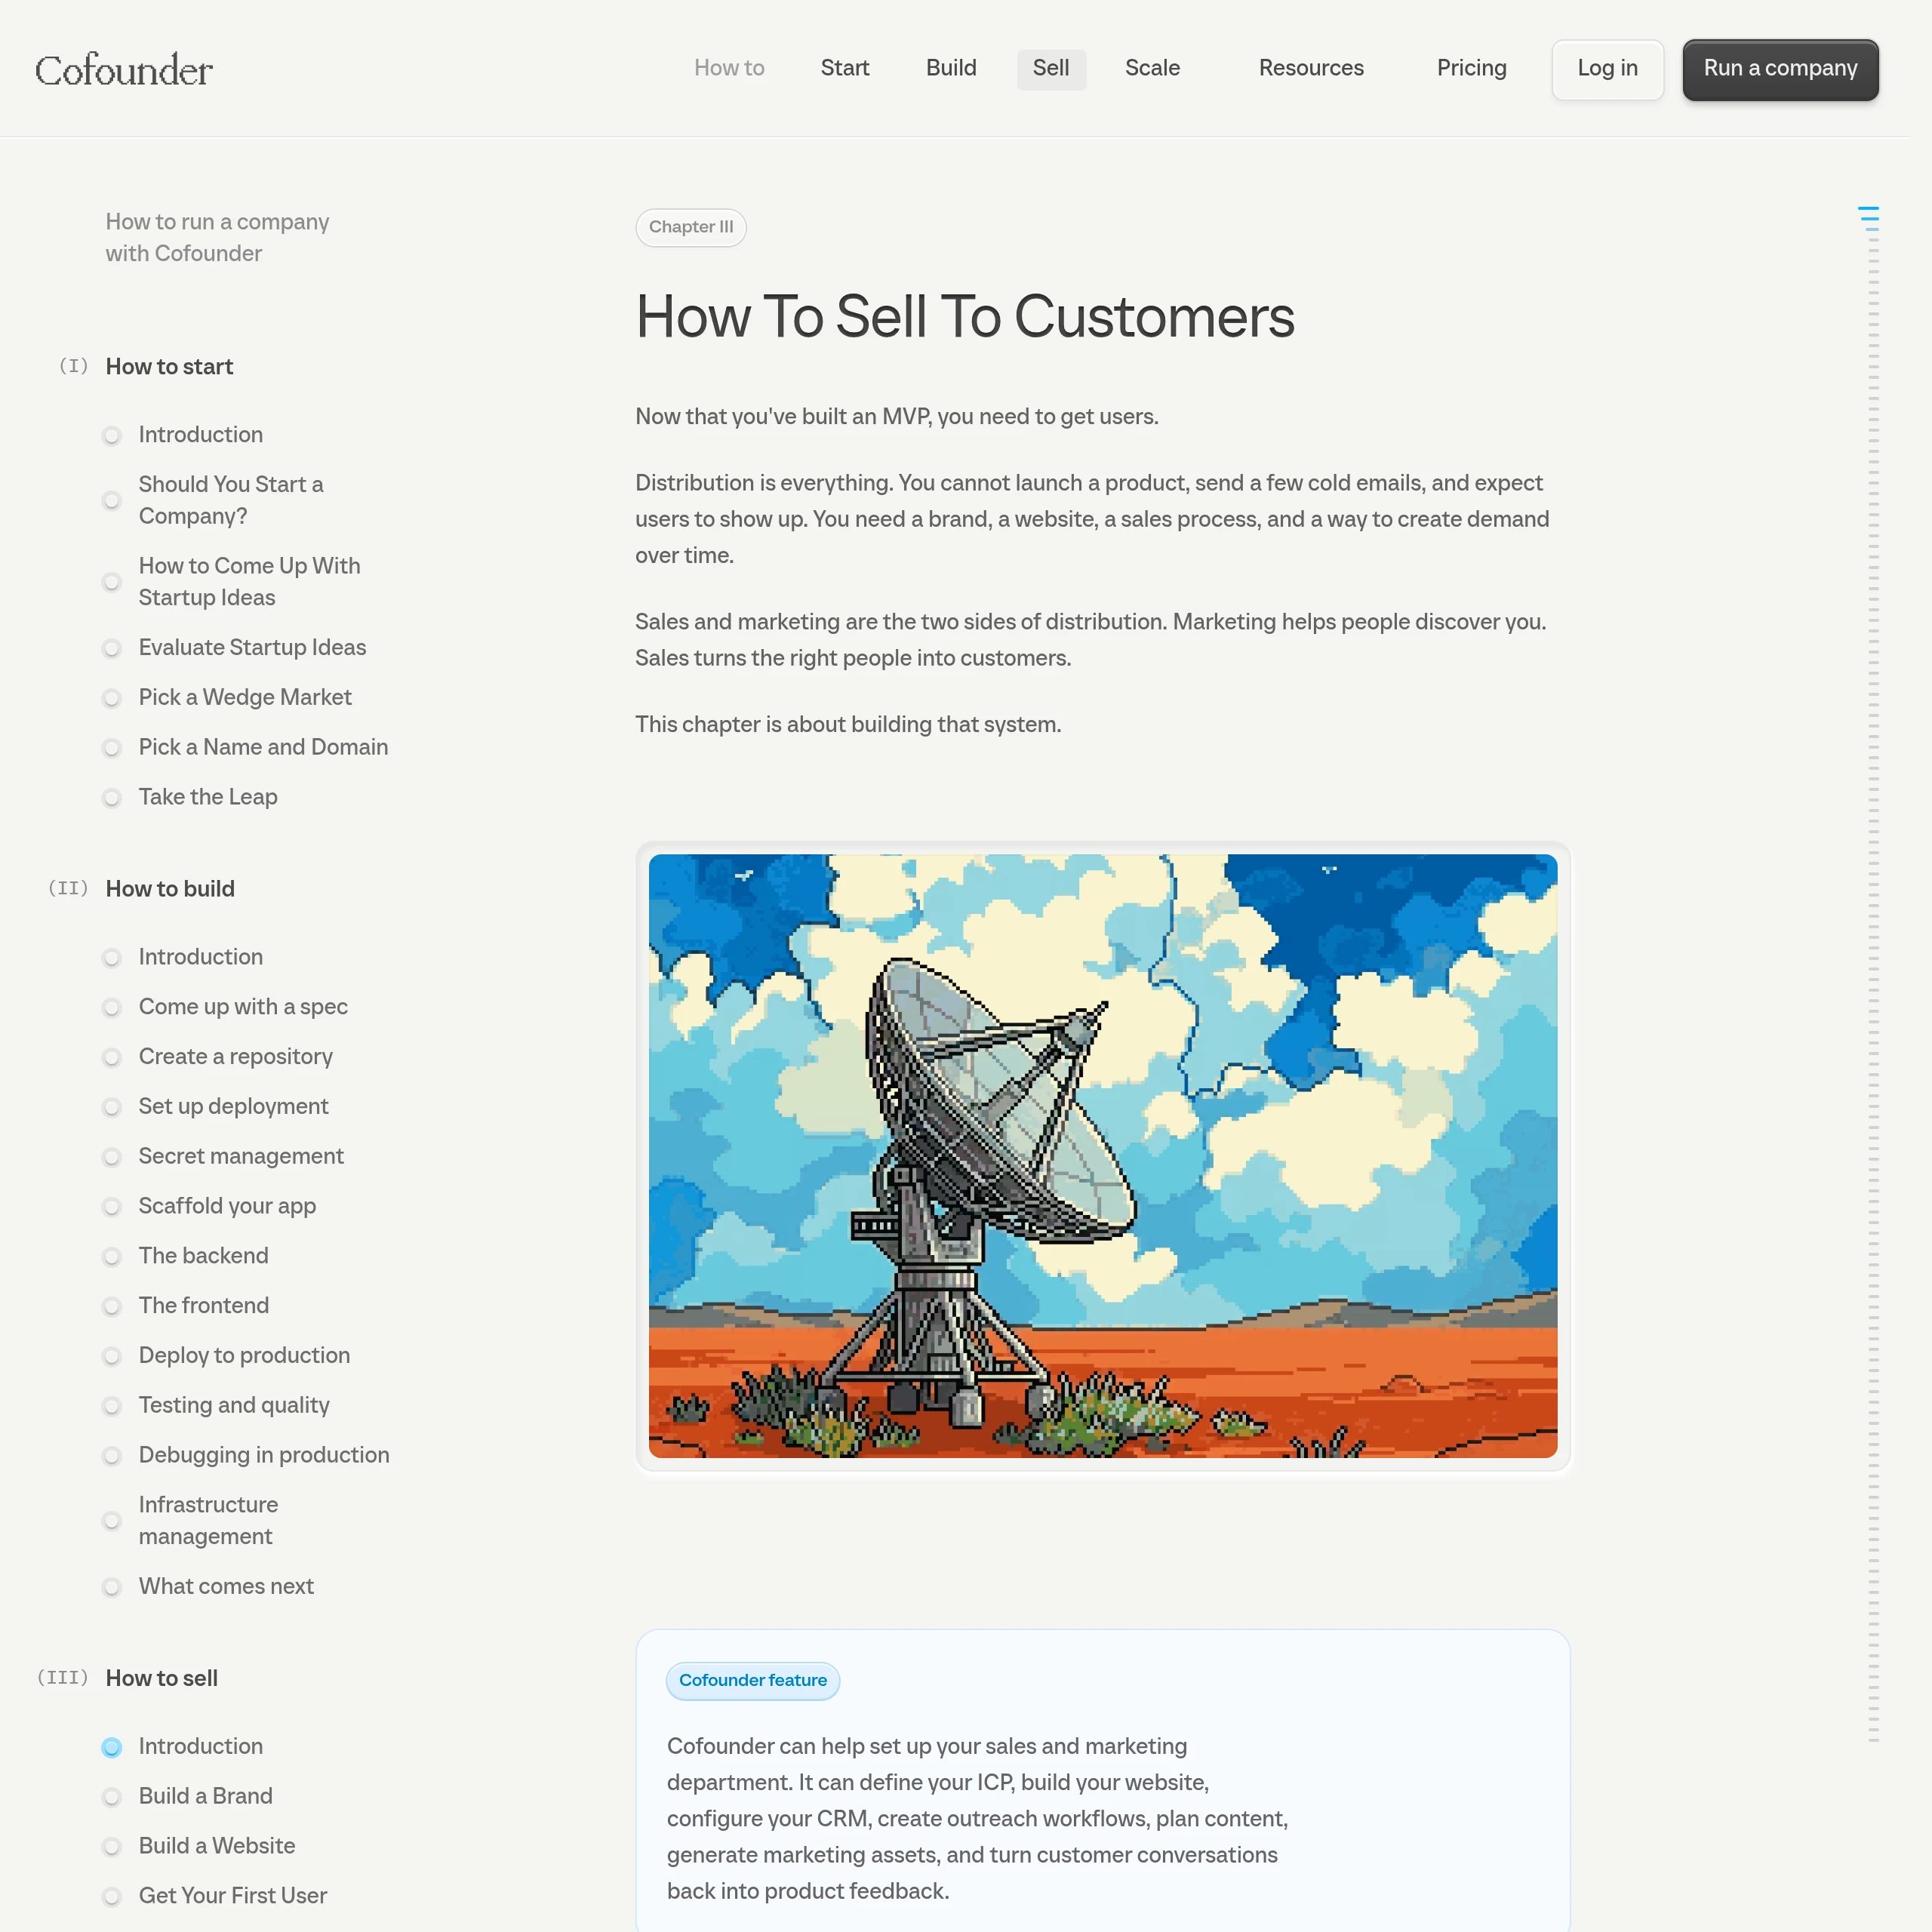 Cofounder
How to
Start
Build
Sell
Scale
Resources
Pricing
Log in
Run a company
How to run a company
with Cofounder
(I) How to start
Introduction
Should You Start a
Company?
How to Come Up With
Startup Ideas
Evaluate Startup Ideas
Pick a Wedge Market
Pick a Name and Domain
Take the Leap
(II) How to build
Introduction
Come up with a spec
Create a repository
Set up deployment
Secret management
Scaffold your app
The backend
The frontend
Deploy to production
Testing and quality
Debugging in production
Infrastructure
management
What comes next
(III) How to sell
Introduction
Build a Brand
Build a Website
Get Your First User
Chapter III
How To Sell To Customers
Now that you've built an MVP, you need to get users.
Distribution is everything. You cannot launch a product, send a few cold emails, and expect
users to show up. You need a brand, a website, a sales process, and a way to create demand
over time.
Sales and marketing are the two sides of distribution. Marketing helps people discover you.
Sales turns the right people into customers.
This chapter is about building that system.
Cofounder feature
Cofounder can help set up your sales and marketing
department. It can define your ICP, build your website,
configure your CRM, create outreach workflows, plan content,
generate marketing assets, and turn customer conversations
back into product feedback.